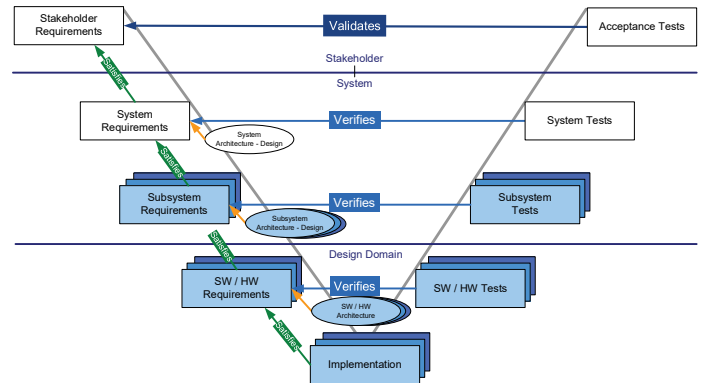 Stakeholder
Requirements
Validates
Acceptance Tests
Stakeholder
Satisfies
System
System
Requirements
Verifies
System Tests
System
Architecture - Design
Satisfies
Subsystem
Requirements
Verifies
Subsystem
Tests
Subsystem
Architecture - Design
Satisfies
Design Domain
SW / HW
Requirements
Verifies
SW / HW Tests
SW / HW
Architecture
Satisfies
Implementation